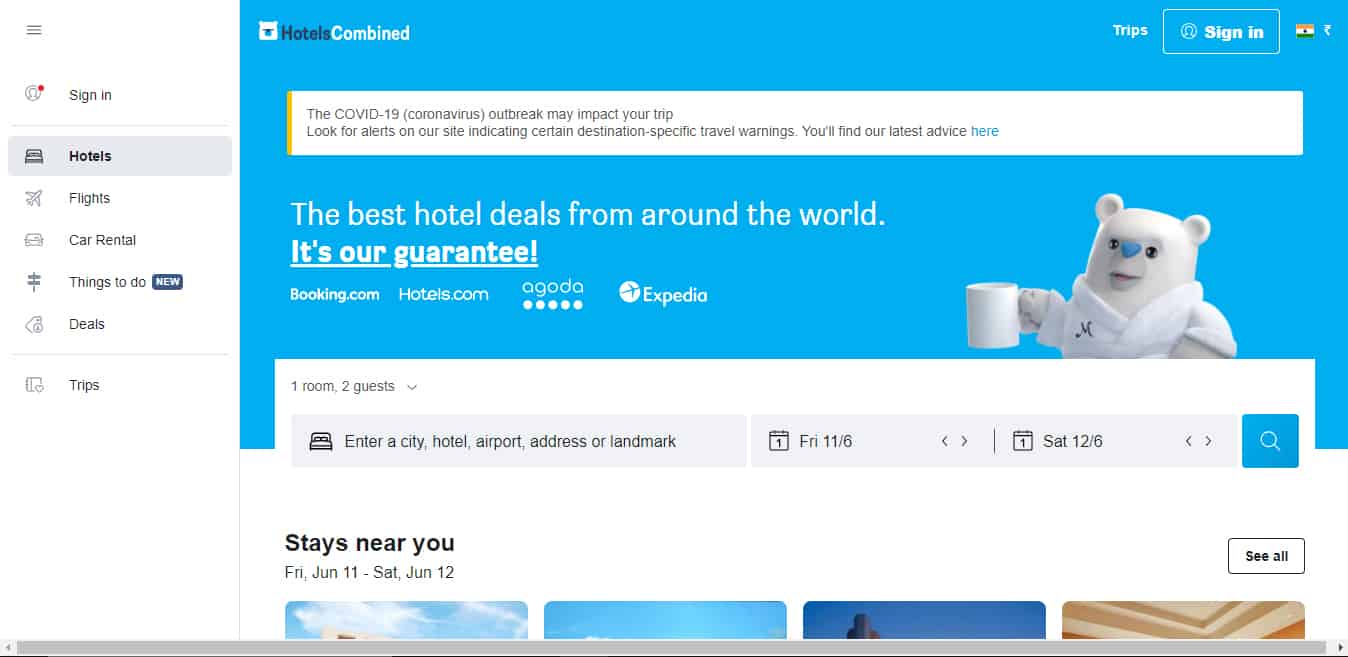 Sign in
Hotels
Flights
Car Rental
Things to do NEW
Deals
Trips
HotelsCombined
Trips
Sign in
₹
The COVID-19 (coronavirus) outbreak may impact your trip
Look for alerts on our site indicating certain destination-specific travel warnings. You'll find our latest advice here
The best hotel deals from around the world.
It's our guarantee!
Booking.com Hotels.com agoda Expedia
M
1 room, 2 guests
Enter a city, hotel, airport, address or landmark
1 Fri 11/6
1 Sat 12/6
Stays near you
Fri, Jun 11 - Sat, Jun 12
See all